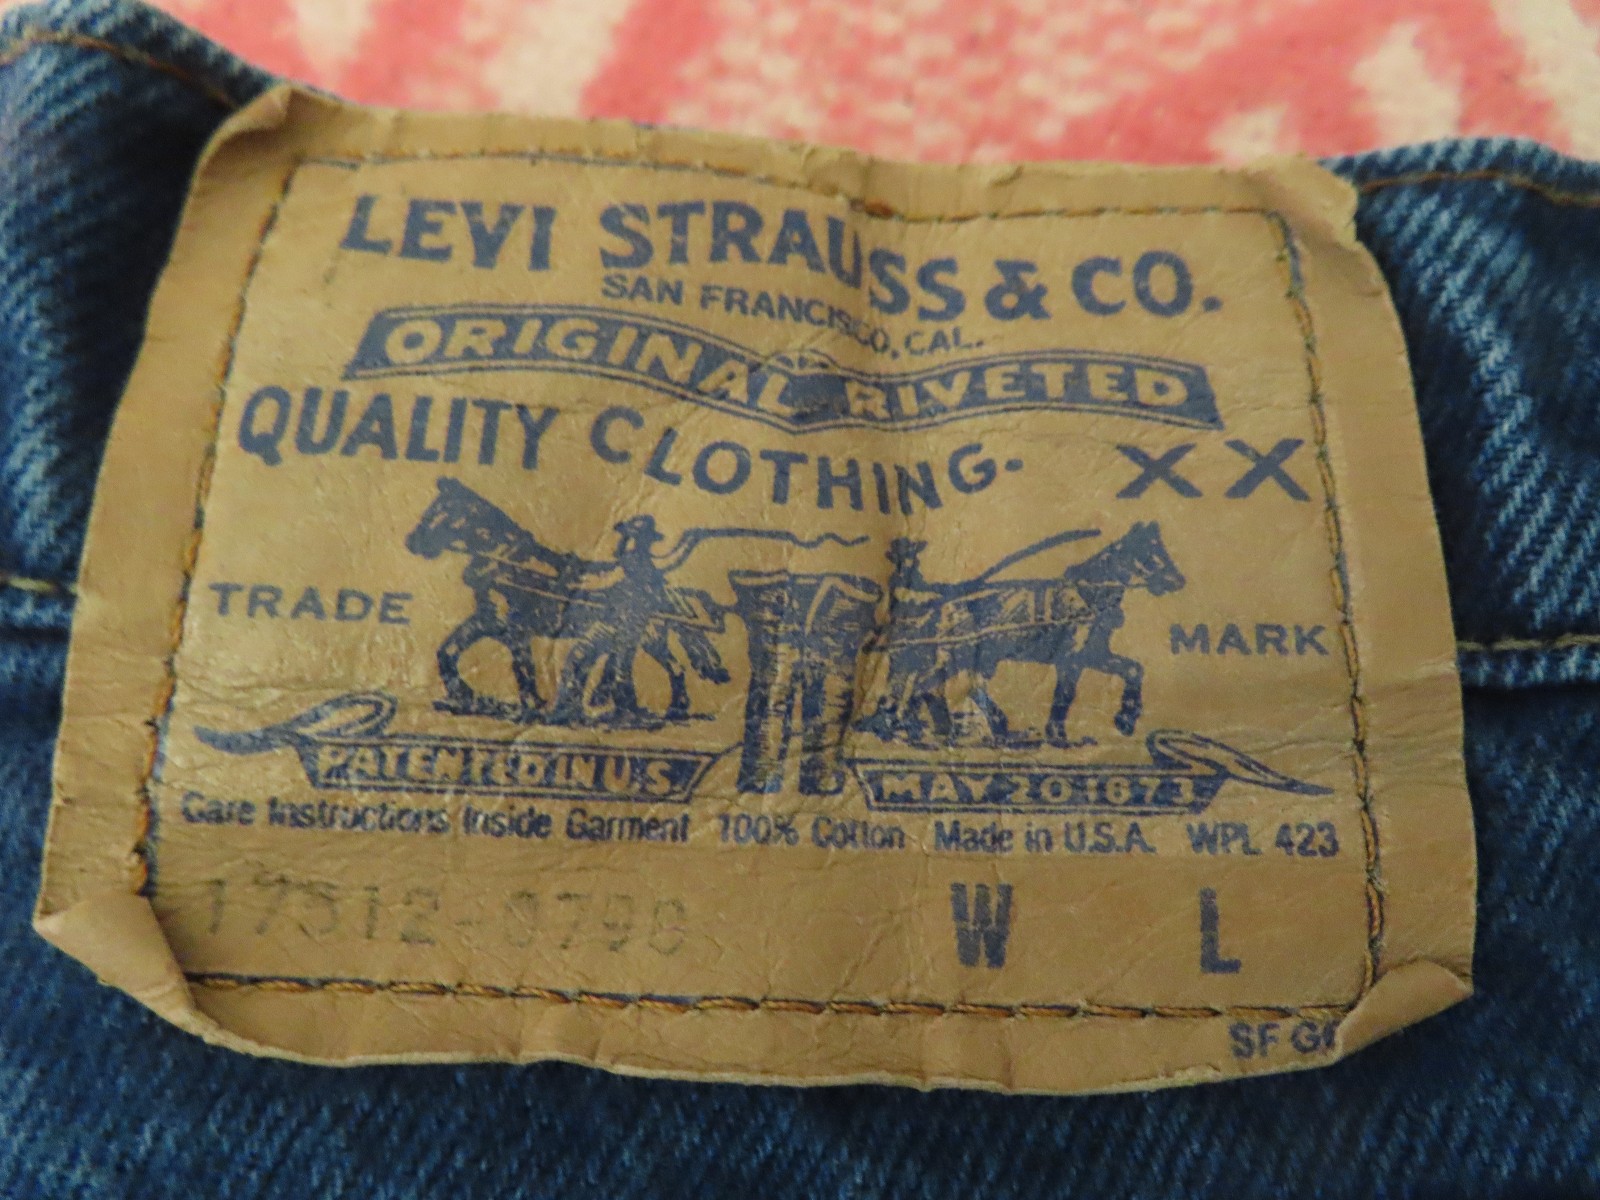 LEVI STRAUSS & CO.
SAN FRANCISCO, CAL.
ORIGINAL RIVETED
QUALITY CLOTHING. XX
TRADE MARK
PATENTED IN U.S. MAY 20 1873
Care Instructions Inside Garment 100% Cotton Made in U.S.A. WPL 423
W L
SF